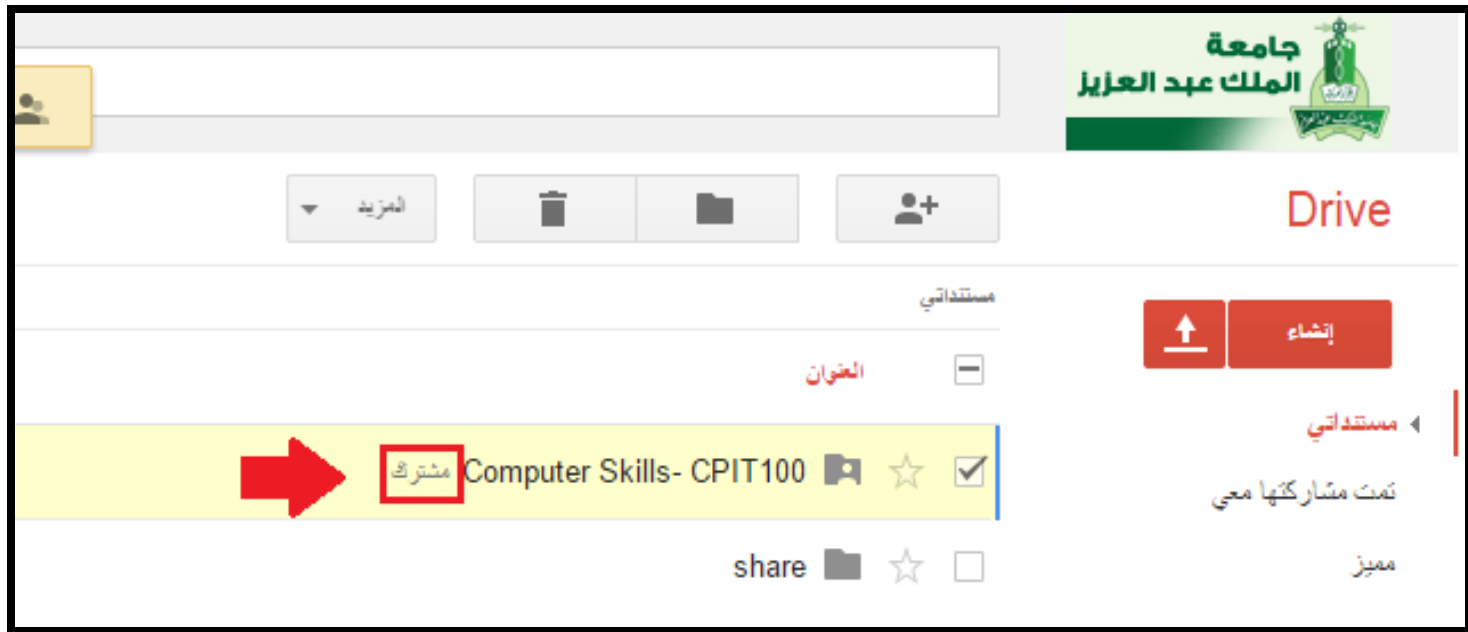 جامعة
الملك عبد العزيز
Drive
المزيد
إنشاء
مستنداتي
العنوان
مستنداتي
Computer Skills- CPIT100 مشترك
تمت مشاركتها معي
share
مميز